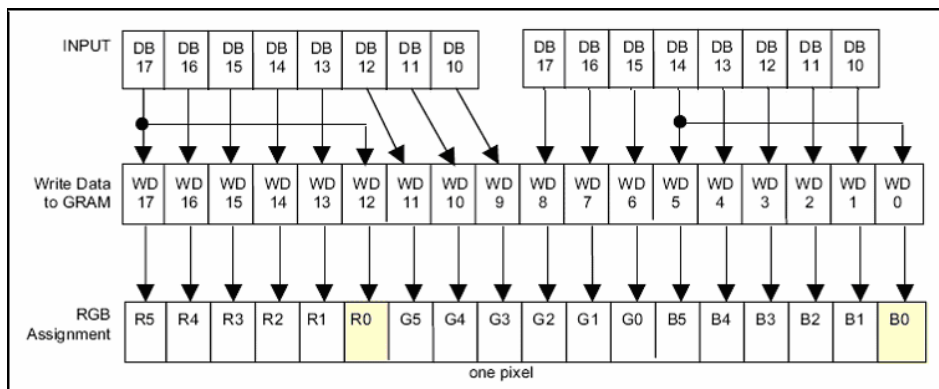 INPUT DB DB DB DB DB DB DB DB DB DB DB DB DB DB DB DB
17 16 15 14 13 12 11 10 17 16 15 14 13 12 11 10
Write Data WD WD WD WD WD WD WD WD WD WD WD WD WD WD WD WD WD WD
to GRAM 17 16 15 14 13 12 11 10 9 8 7 6 5 4 3 2 1 0
RGB
Assignment R5 R4 R3 R2 R1 R0 G5 G4 G3 G2 G1 G0 B5 B4 B3 B2 B1 B0
one pixel